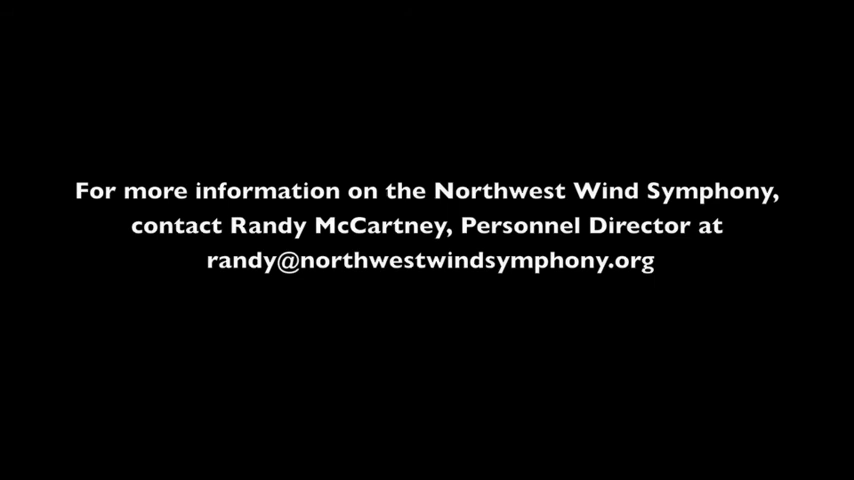 For more information on the Northwest Wind Symphony,
contact Randy McCartney, Personnel Director at
randy@northwestwindsymphony.org